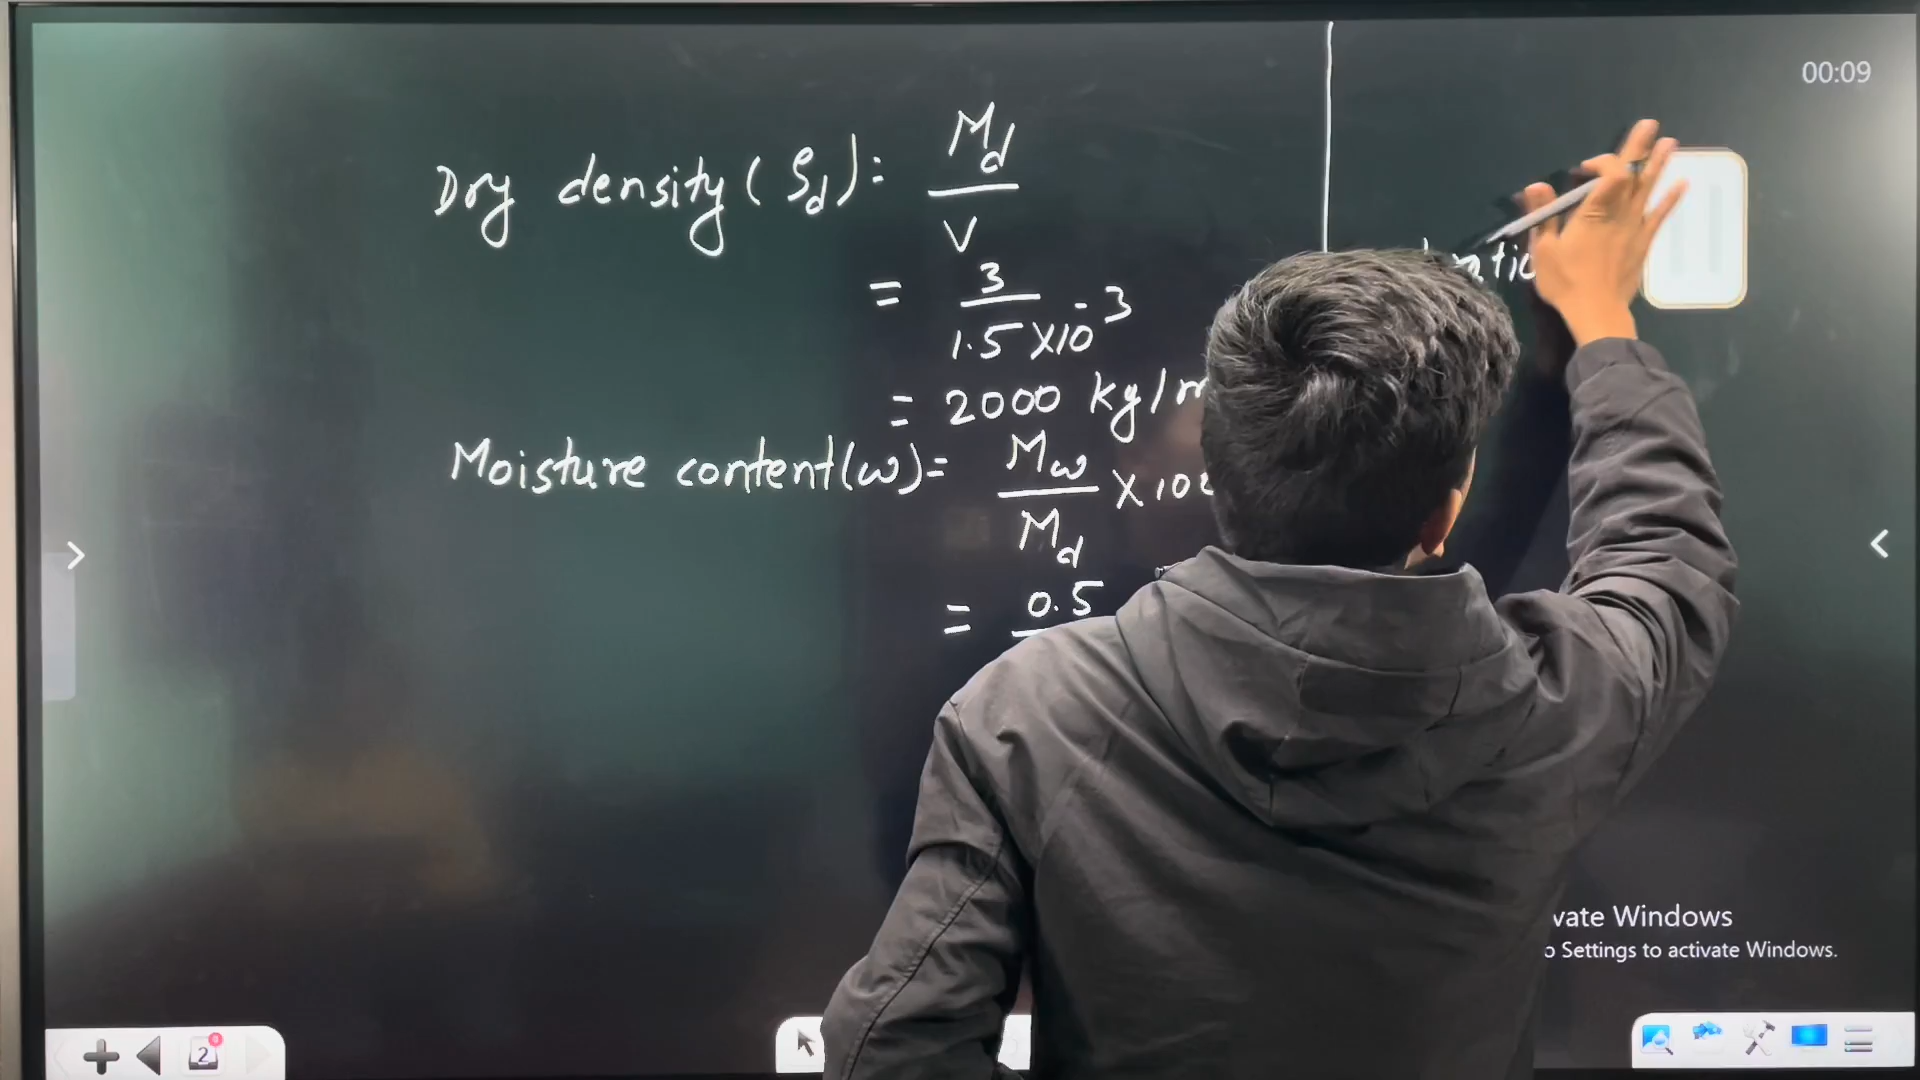 00:09
Dry density (ρd): Md
V
= 3
1.5 x10-3
= 2000 kg/
Moisture content (ω) = Mω x 10
Md
= 0.5
vate Windows
Settings to activate Windows.
2